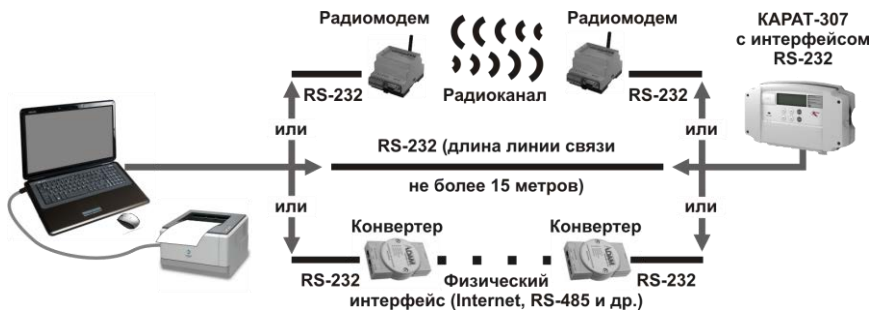 Радиомодем
Радиомодем
КАРАТ-307
с интерфейсом
RS-232
RS-232
Радиоканал
RS-232
или
или
RS-232 (длина линии связи
не более 15 метров)
или
или
Конвертер
Конвертер
RS-232
Физический
RS-232
интерфейс (Internet, RS-485 и др.)